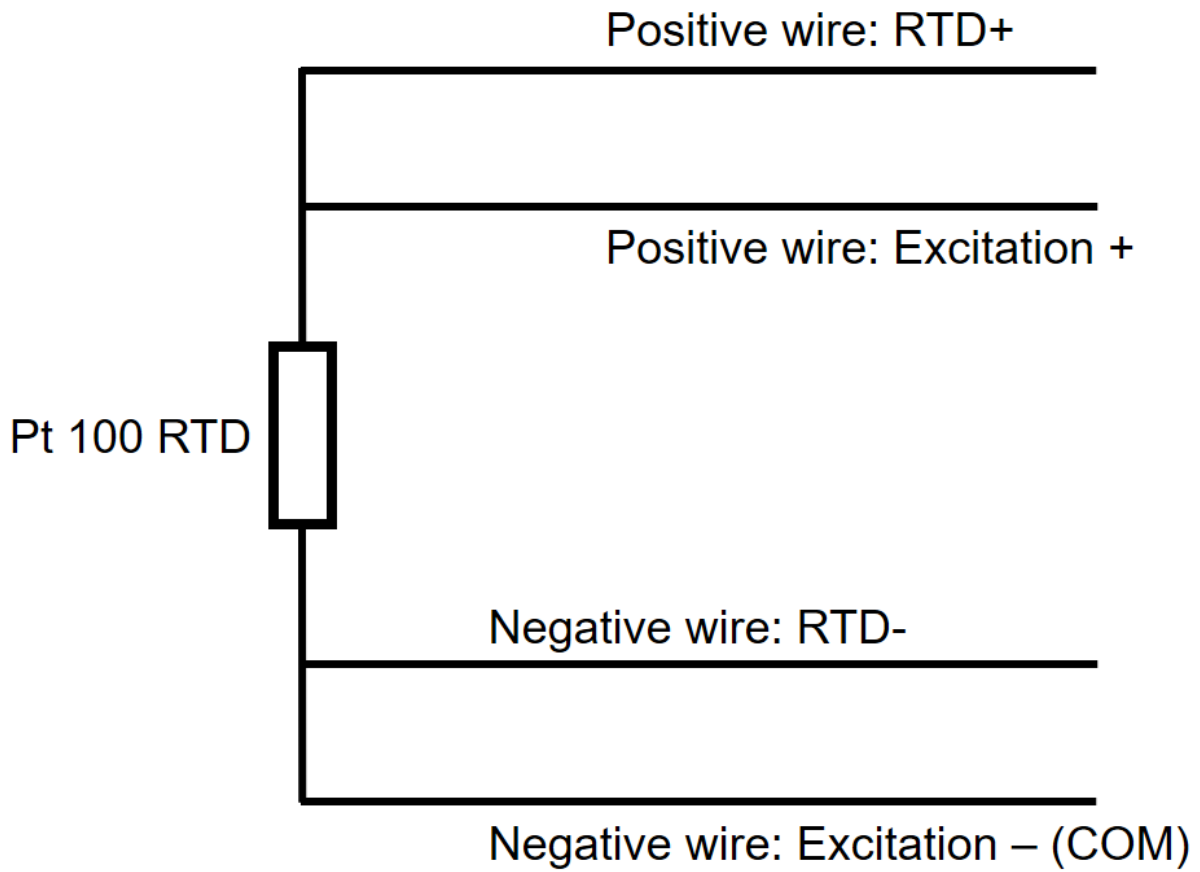 Positive wire: RTD+
Positive wire: Excitation +
Pt 100 RTD
Negative wire: RTD-
Negative wire: Excitation – (COM)